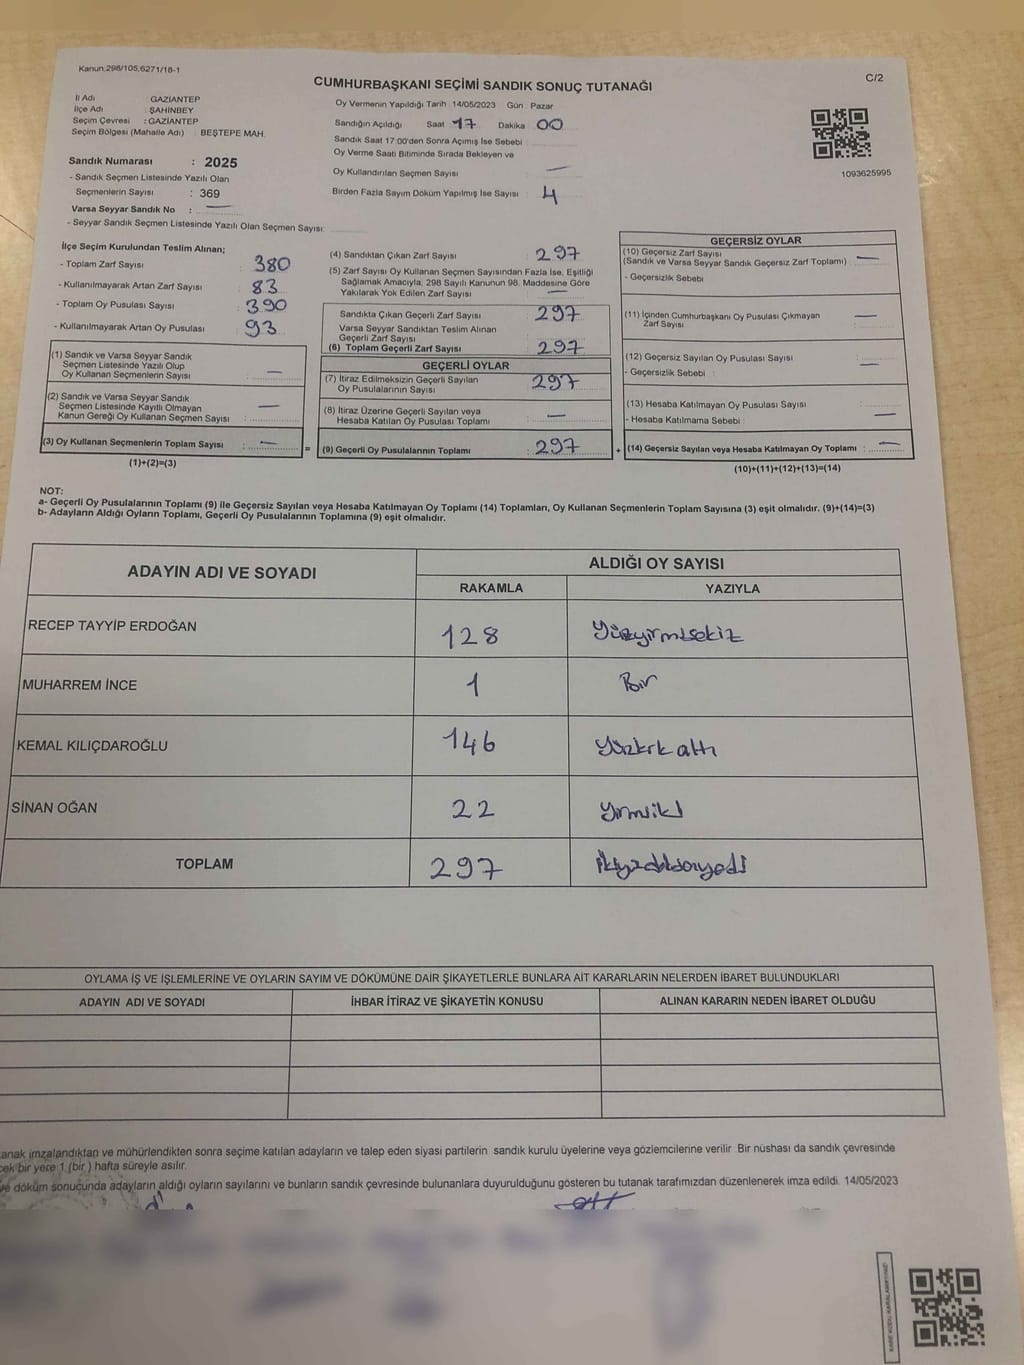 Kanun:298/105,6271/18-1
CUMHURBAŞKANI SEÇİMİ SANDIK SONUÇ TUTANAĞI
C/2
İl Adı : GAZİANTEP
İlçe Adı : ŞAHİNBEY
Seçim Çevresi : GAZİANTEP
Seçim Bölgesi (Mahalle Adı) : BEŞTEPE MAH.
Sandık Numarası : 2025
- Sandık Seçmen Listesinde Yazılı Olan
Seçmenlerin Sayısı : 369
Varsa Seyyar Sandık No : —
- Seyyar Sandık Seçmen Listesinde Yazılı Olan Seçmen Sayısı:
Oy Vermenin Yapıldığı Tarih :14/05/2023 Gün : Pazar
Sandığın Açıldığı Saat 17 Dakika 00
Sandık Saat 17:00'den Sonra Açımış İse Sebebi
Oy Verme Saati Bitiminde Sırada Bekleyen ve
Oy Kullandırılan Seçmen Sayısı : —
Birden Fazla Sayım Döküm Yapılmış İse Sayısı : 4
1093625995
İlçe Seçim Kurulundan Teslim Alınan;
- Toplam Zarf Sayısı : 380
- Kullanılmayarak Artan Zarf Sayısı : 83
- Toplam Oy Pusulası Sayısı : 390
- Kullanılmayarak Artan Oy Pusulası : 93
(1) Sandık ve Varsa Seyyar Sandık
Seçmen Listesinde Yazılı Olup
Oy Kullanan Seçmenlerin Sayısı : —
(2) Sandık ve Varsa Seyyar Sandık
Seçmen Listesinde Kayıtlı Olmayan
Kanun Gereği Oy Kullanan Seçmen Sayısı : —
(3) Oy Kullanan Seçmenlerin Toplam Sayısı : —
(1)+(2)=(3)
=
(4) Sandıktan Çıkan Zarf Sayısı : 297
(5) Zarf Sayısı Oy Kullanan Seçmen Sayısından Fazla İse, Eşitliği
Sağlamak Amacıyla, 298 Sayılı Kanunun 98. Maddesine Göre
Yakılarak Yok Edilen Zarf Sayısı : —
Sandıkta Çıkan Geçerli Zarf Sayısı : 297
Varsa Seyyar Sandıktan Teslim Alınan
Geçerli Zarf Sayısı
(6) Toplam Geçerli Zarf Sayısı : 297
GEÇERLİ OYLAR
(7) İtiraz Edilmeksizin Geçerli Sayılan
Oy Pusulalarının Sayısı : 297
(8) İtiraz Üzerine Geçerli Sayılan veya
Hesaba Katılan Oy Pusulası Toplamı : —
(9) Geçerli Oy Pusulalarının Toplamı : 297
+
GEÇERSİZ OYLAR
(10) Geçersiz Zarf Sayısı
(Sandık ve Varsa Seyyar Sandık Geçersiz Zarf Toplamı) : —
- Geçersizlik Sebebi
(11) İçinden Cumhurbaşkanı Oy Pusulası Çıkmayan
Zarf Sayısı : —
(12) Geçersiz Sayılan Oy Pusulası Sayısı :
- Geçersizlik Sebebi : —
(13) Hesaba Katılmayan Oy Pusulası Sayısı :
- Hesaba Katılmama Sebebi : —
(14) Geçersiz Sayılan veya Hesaba Katılmayan Oy Toplamı : —
(10)+(11)+(12)+(13)=(14)
NOT:
a- Geçerli Oy Pusulalarının Toplamı (9) ile Geçersiz Sayılan veya Hesaba Katılmayan Oy Toplamı (14) Toplamları, Oy Kullanan Seçmenlerin Toplam Sayısına (3) eşit olmalıdır. (9)+(14)=(3)
b- Adayların Aldığı Oyların Toplamı, Geçerli Oy Pusulalarının Toplamına (9) eşit olmalıdır.
ADAYIN ADI VE SOYADI
ALDIĞI OY SAYISI
RAKAMLA YAZIYLA
RECEP TAYYİP ERDOĞAN 128 Yüzyirmisekiz
MUHARREM İNCE 1 Bir
KEMAL KILIÇDAROĞLU 146 Yüzkırkaltı
SİNAN OĞAN 22 Yirmiiki
TOPLAM 297 ikiyüzdoksanyedi
OYLAMA İŞ VE İŞLEMLERİNE VE OYLARIN SAYIM VE DÖKÜMÜNE DAİR ŞİKAYETLERLE BUNLARA AİT KARARLARIN NELERDEN İBARET BULUNDUKLARI
ADAYIN ADI VE SOYADI İHBAR İTİRAZ VE ŞİKAYETİN KONUSU ALINAN KARARIN NEDEN İBARET OLDUĞU
anak imzalandıktan ve mühürlendikten sonra seçime katılan adayların ve talep eden siyasi partilerin sandık kurulu üyelerine veya gözlemcilerine verilir .Bir nüshası da sandık çevresinde
cek bir yere 1 (bir ) hafta süreyle asılır.
ve döküm sonucunda adayların aldığı oyların sayılarını ve bunların sandık çevresinde bulunanlara duyurulduğunu gösteren bu tutanak tarafımızdan düzenlenerek imza edildi. 14/05/2023
KARE KODU KARALAMAYINIZ!